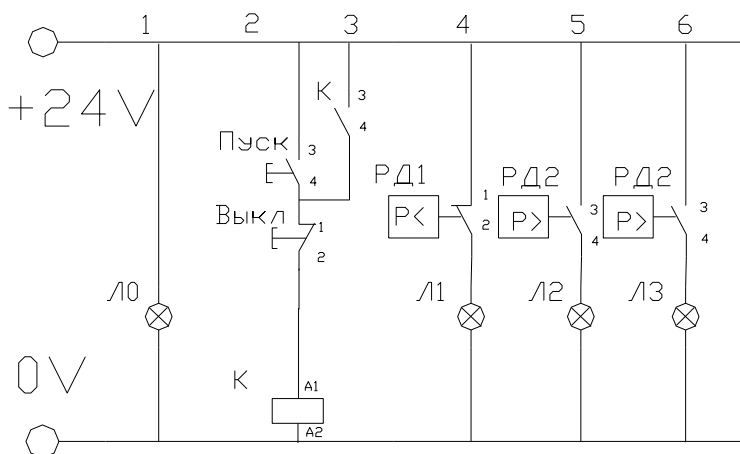 1 2 3 4 5 6
+24V
К 3
4
Пуск 3
4
РД1 РД2 РД2
Р< 1
2
Р> 3
4
Р> 3
4
Выкл 1
2
Л0 Л1 Л2 Л3
0V
К A1
A2